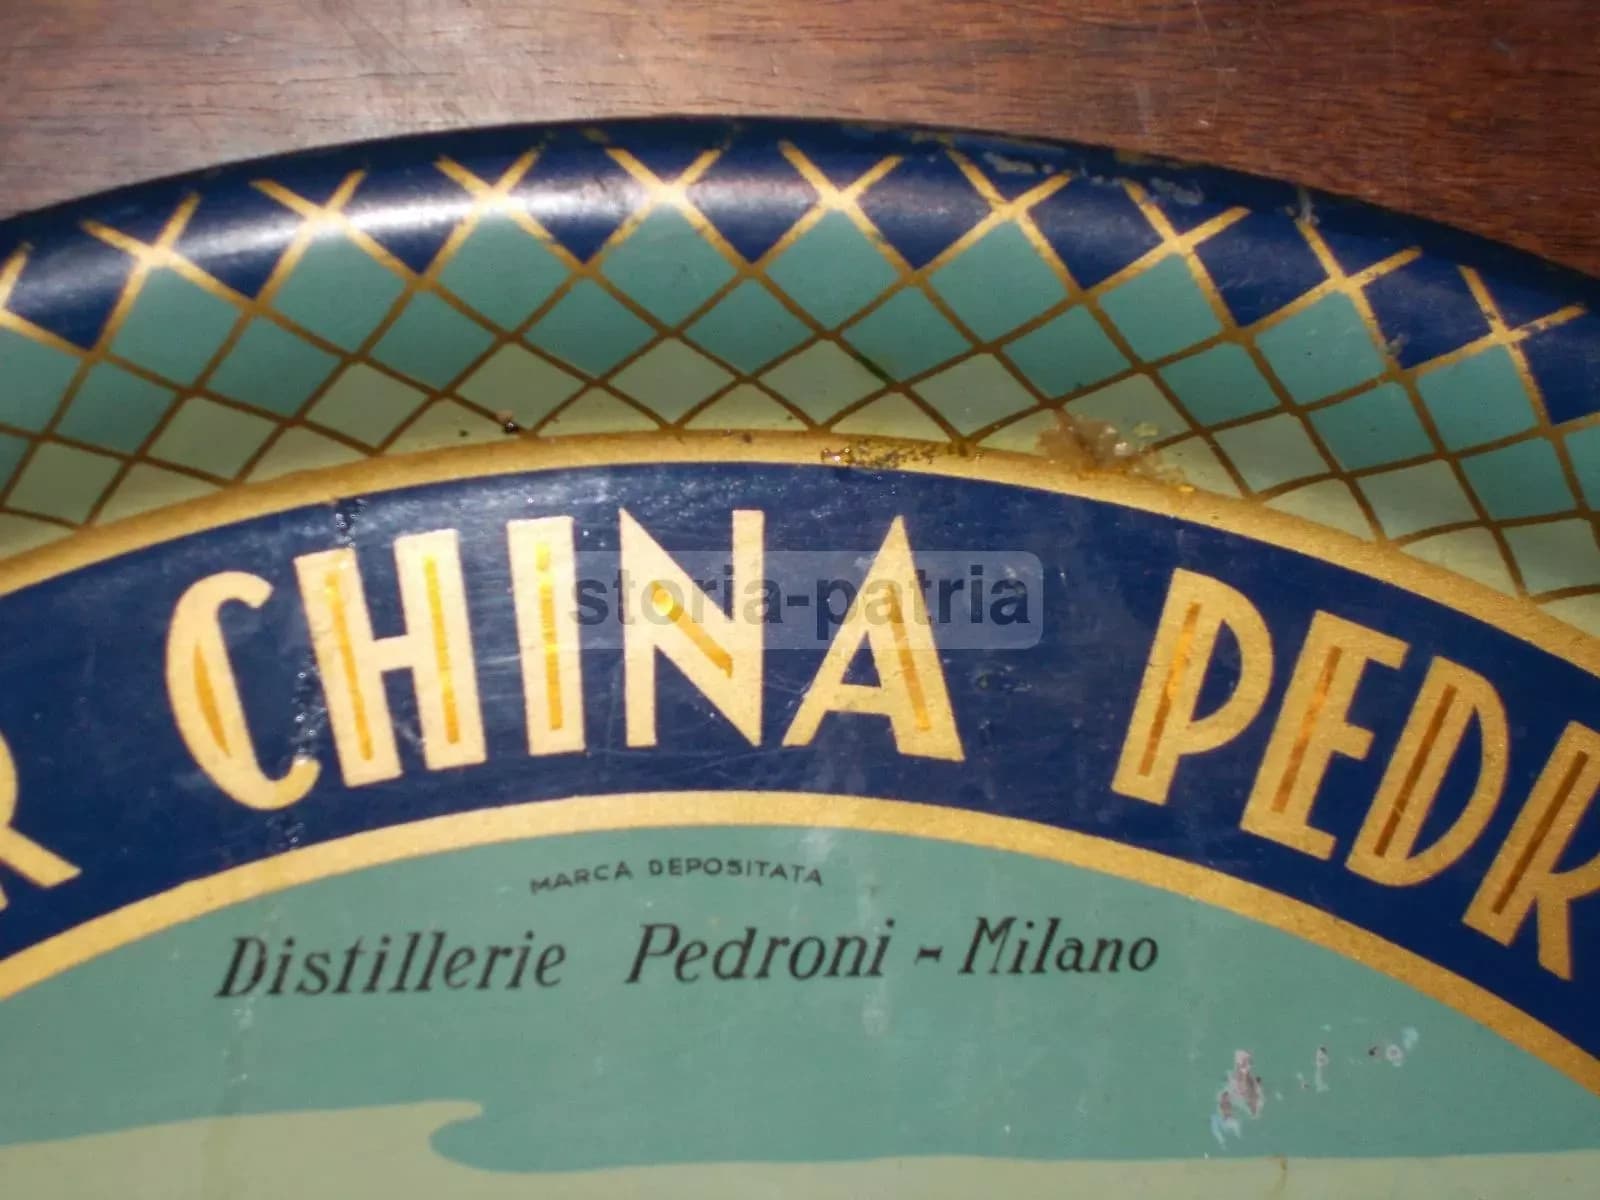 R CHINA PEDR
MARCA DEPOSITATA
Distillerie Pedroni - Milano
storia-patria